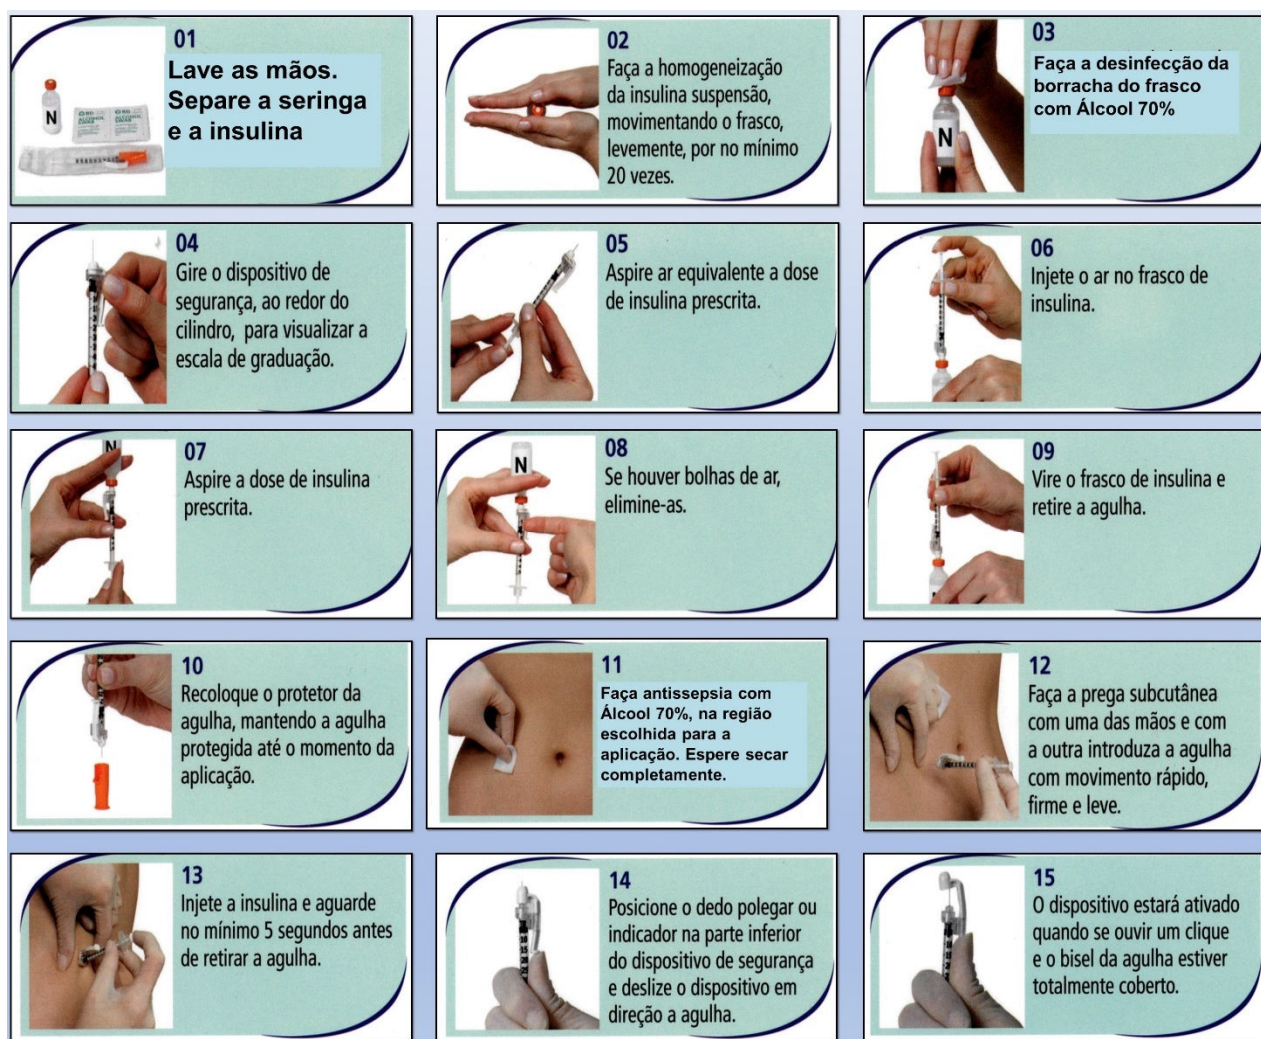 01
Lave as mãos.
Separe a seringa
e a insulina
N
ALCOHOL
SWABS
02
Faça a homogeneização
da insulina suspensão,
movimentando o frasco,
levemente, por no mínimo
20 vezes.
03
Faça a desinfecção da
borracha do frasco
com Álcool 70%
N
04
Gire o dispositivo de
segurança, ao redor do
cilindro, para visualizar a
escala de graduação.
05
Aspire ar equivalente a dose
de insulina prescrita.
06
Injete o ar no frasco de
insulina.
07
Aspire a dose de insulina
prescrita.
N
08
Se houver bolhas de ar,
elimine-as.
N
09
Vire o frasco de insulina e
retire a agulha.
10
Recoloque o protetor da
agulha, mantendo a agulha
protegida até o momento da
aplicação.
11
Faça antissepsia com
Álcool 70%, na região
escolhida para a
aplicação. Espere secar
completamente.
12
Faça a prega subcutânea
com uma das mãos e com
a outra introduza a agulha
com movimento rápido,
firme e leve.
13
Injete a insulina e aguarde
no mínimo 5 segundos antes
de retirar a agulha.
14
Posicione o dedo polegar ou
indicador na parte inferior
do dispositivo de segurança
e deslize o dispositivo em
direção a agulha.
15
O dispositivo estará ativado
quando se ouvir um clique
e o bisel da agulha estiver
totalmente coberto.